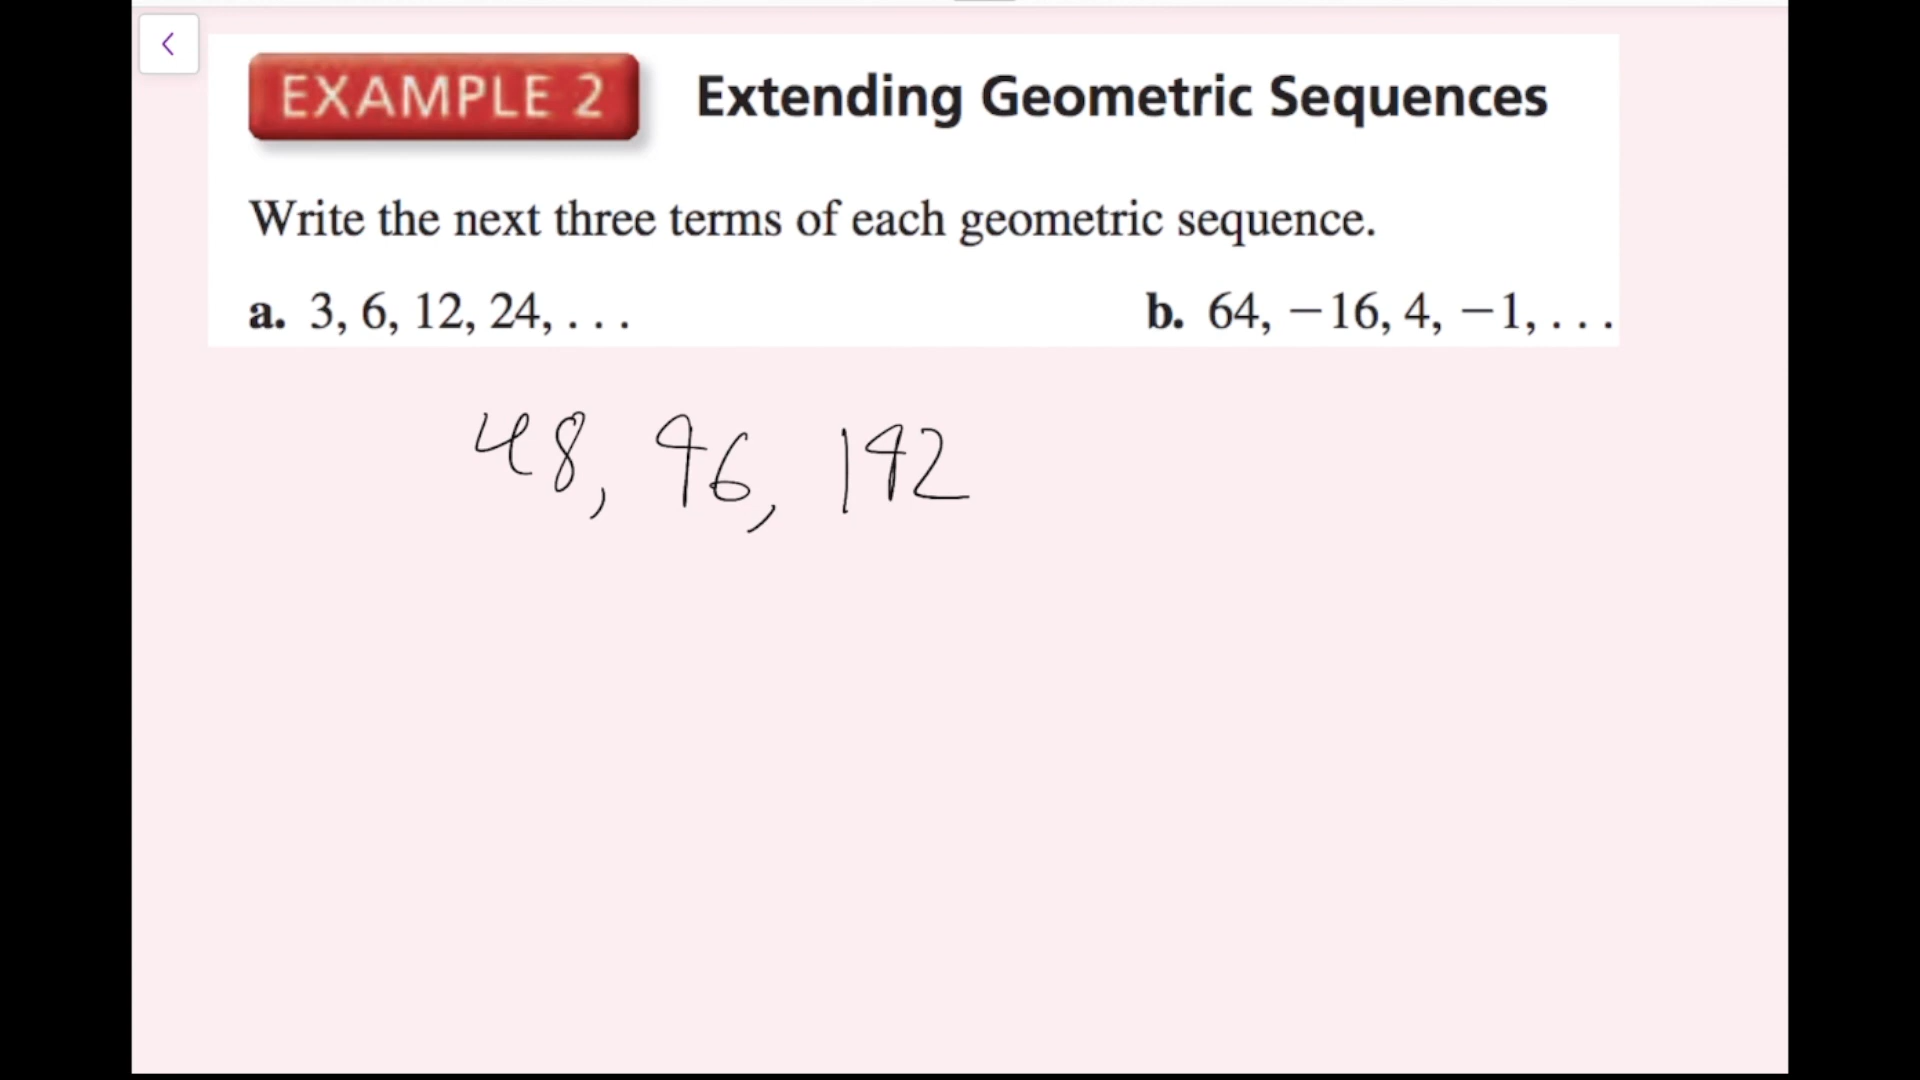 EXAMPLE 2 Extending Geometric Sequences
Write the next three terms of each geometric sequence.
a. 3, 6, 12, 24, . . . b. 64, −16, 4, −1, . . .
48, 96, 192